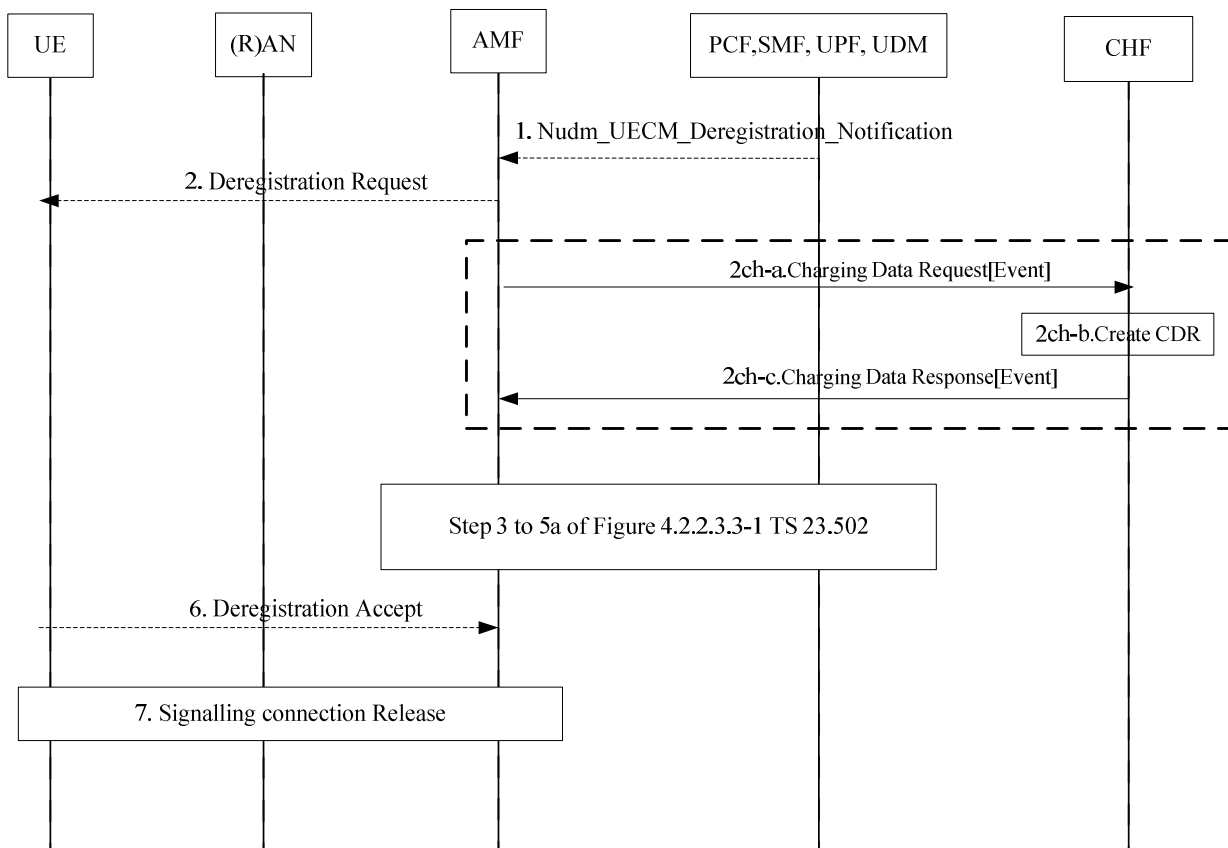 UE
(R)AN
AMF
PCF,SMF, UPF, UDM
CHF
1. Nudm_UECM_Deregistration_Notification
2. Deregistration Request
2ch-a.Charging Data Request[Event]
2ch-b.Create CDR
2ch-c.Charging Data Response[Event]
Step 3 to 5a of Figure 4.2.2.3.3-1 TS 23.502
6. Deregistration Accept
7. Signalling connection Release